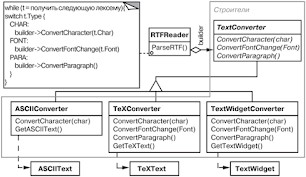 Строители
while (t = получить следующую лексему){
switch t.Type {
CHAR:
builder->ConvertCharacter(t.Char)
FONT:
builder->ConvertFontChange(t.Font)
PARA:
builder->ConvertParagraph()
}
}
RTFReader
ParseRTF()
builder
TextConverter
ConvertCharacter(char)
ConvertFontChange(Font)
ConvertParagraph()
ASCIIConverter
ConvertCharacter(char)
GetASCIIText()
TeXConverter
ConvertCharacter(char)
ConvertFontChange(Font)
ConvertParagraph()
GetTeXText()
TextWidgetConverter
ConvertCharacter(char)
ConvertFontChange(Font)
ConvertParagraph()
GetTextWidget()
ASCIIText
TeXText
TextWidget